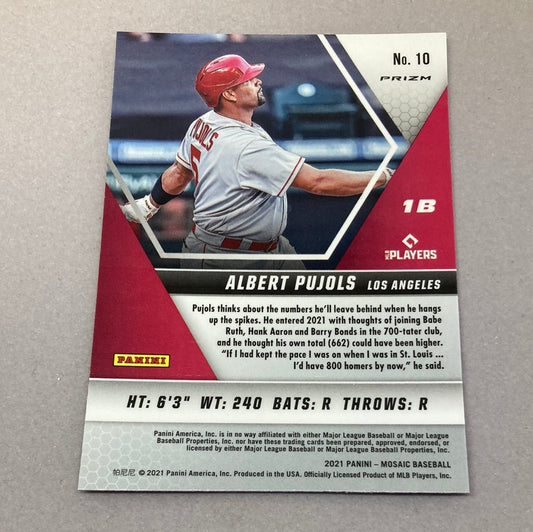 No. 10
PRIZM
PUJOLS
5
1B
MLB PLAYERS
ALBERT PUJOLS LOS ANGELES
Pujols thinks about the numbers he'll leave behind when he hangs
up the spikes. He entered 2021 with thoughts of joining Babe
Ruth, Hank Aaron and Barry Bonds in the 700-tater club,
and he thought his own total (662) could have been higher.
"If I had kept the pace I was on when I was in St. Louis ...
I'd have 800 homers by now," he said.
PANINI
HT: 6'3" WT: 240 BATS: R THROWS: R
Panini America, Inc. is in no way affiliated with either Major League Baseball or Major League
Baseball Properties, Inc. nor have these trading cards been prepared, approved, endorsed, or
licensed by either Major League Baseball or Major League Baseball Properties, Inc.
2021 PANINI – MOSAIC BASEBALL
帕尼尼 © 2021 Panini America, Inc. Produced in the USA. Officially Licensed Product of MLB Players, Inc.